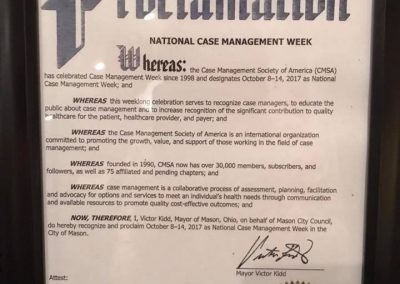 Proclamation
NATIONAL CASE MANAGEMENT WEEK
Whereas: the Case Management Society of America (CMSA)
has celebrated Case Management Week since 1998 and designates October 8–14, 2017 as National
Case Management Week; and
WHEREAS this weeklong celebration serves to recognize case managers, to educate the
public about case management and to increase recognition of the significant contribution to quality
healthcare for the patient, healthcare provider, and payer; and
WHEREAS the Case Management Society of America is an international organization
committed to promoting the growth, value, and support of those working in the field of case
management; and
WHEREAS founded in 1990, CMSA now has over 30,000 members, subscribers, and
followers, as well as 75 affiliated and pending chapters; and
WHEREAS case management is a collaborative process of assessment, planning, facilitation
and advocacy for options and services to meet an individual's health needs through communication
and available resources to promote quality cost-effective outcomes; and
NOW, THEREFORE, I, Victor Kidd, Mayor of Mason, Ohio, on behalf of Mason City Council,
do hereby recognize and proclaim October 8–14, 2017 as National Case Management Week in the
City of Mason.
Mayor Victor Kidd
Attest: